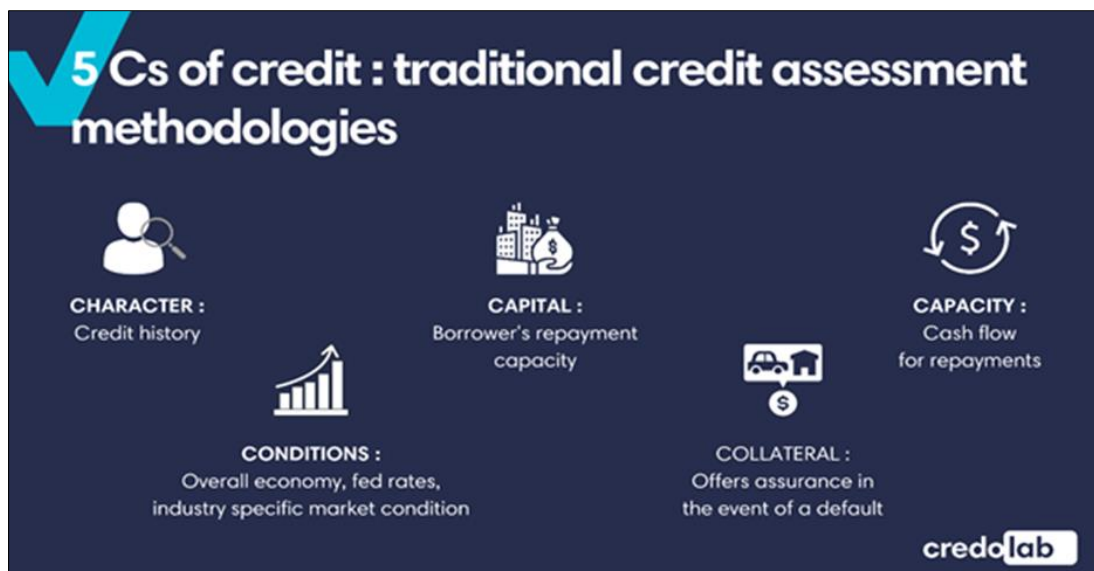 5 Cs of credit : traditional credit assessment
methodologies
CHARACTER :
Credit history
CAPITAL :
Borrower's repayment
capacity
CAPACITY :
Cash flow
for repayments
CONDITIONS :
Overall economy, fed rates,
industry specific market condition
COLLATERAL :
Offers assurance in
the event of a default
credolab